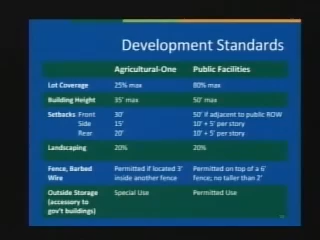 Development Standards
Agricultural-One Public Facilities
Lot Coverage 25% max 80% max
Building Height 35' max 50' max
Setbacks Front 30' 50' if adjacent to public ROW
Side 15' 10' + 5' per story
Rear 20' 10' + 5' per story
Landscaping 20% 20%
Fence, Barbed Permitted if located 3' Permitted on top of a 6'
Wire inside another fence fence; no taller than 7'
Outside Storage Special Use Permitted Use
(accessory to
gov't buildings)